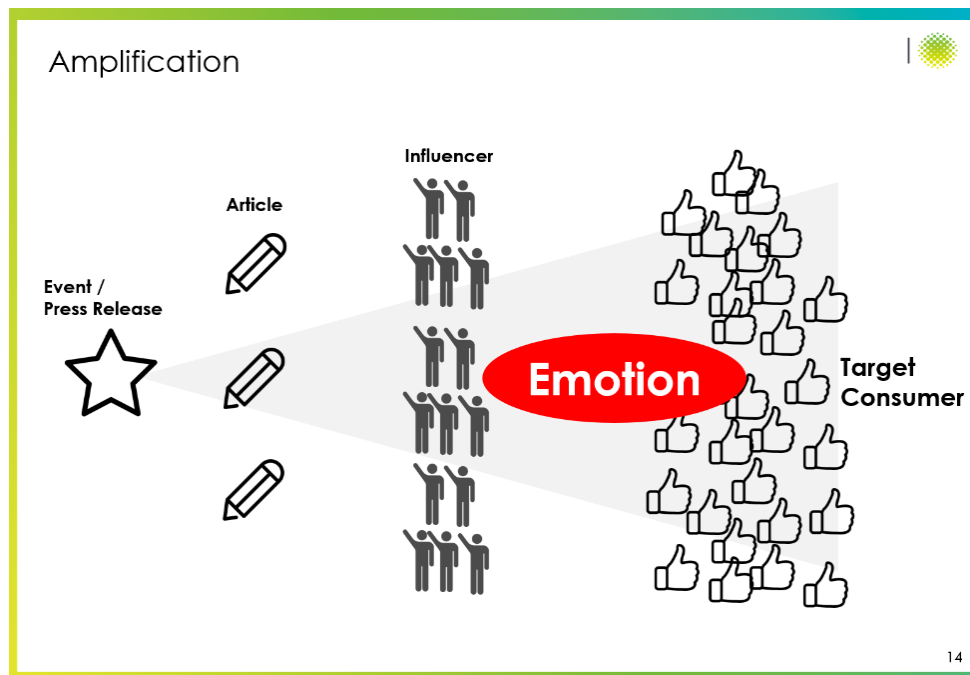 Amplification
Influencer
Article
Event /
Press Release
Emotion
Target
Consumer
14